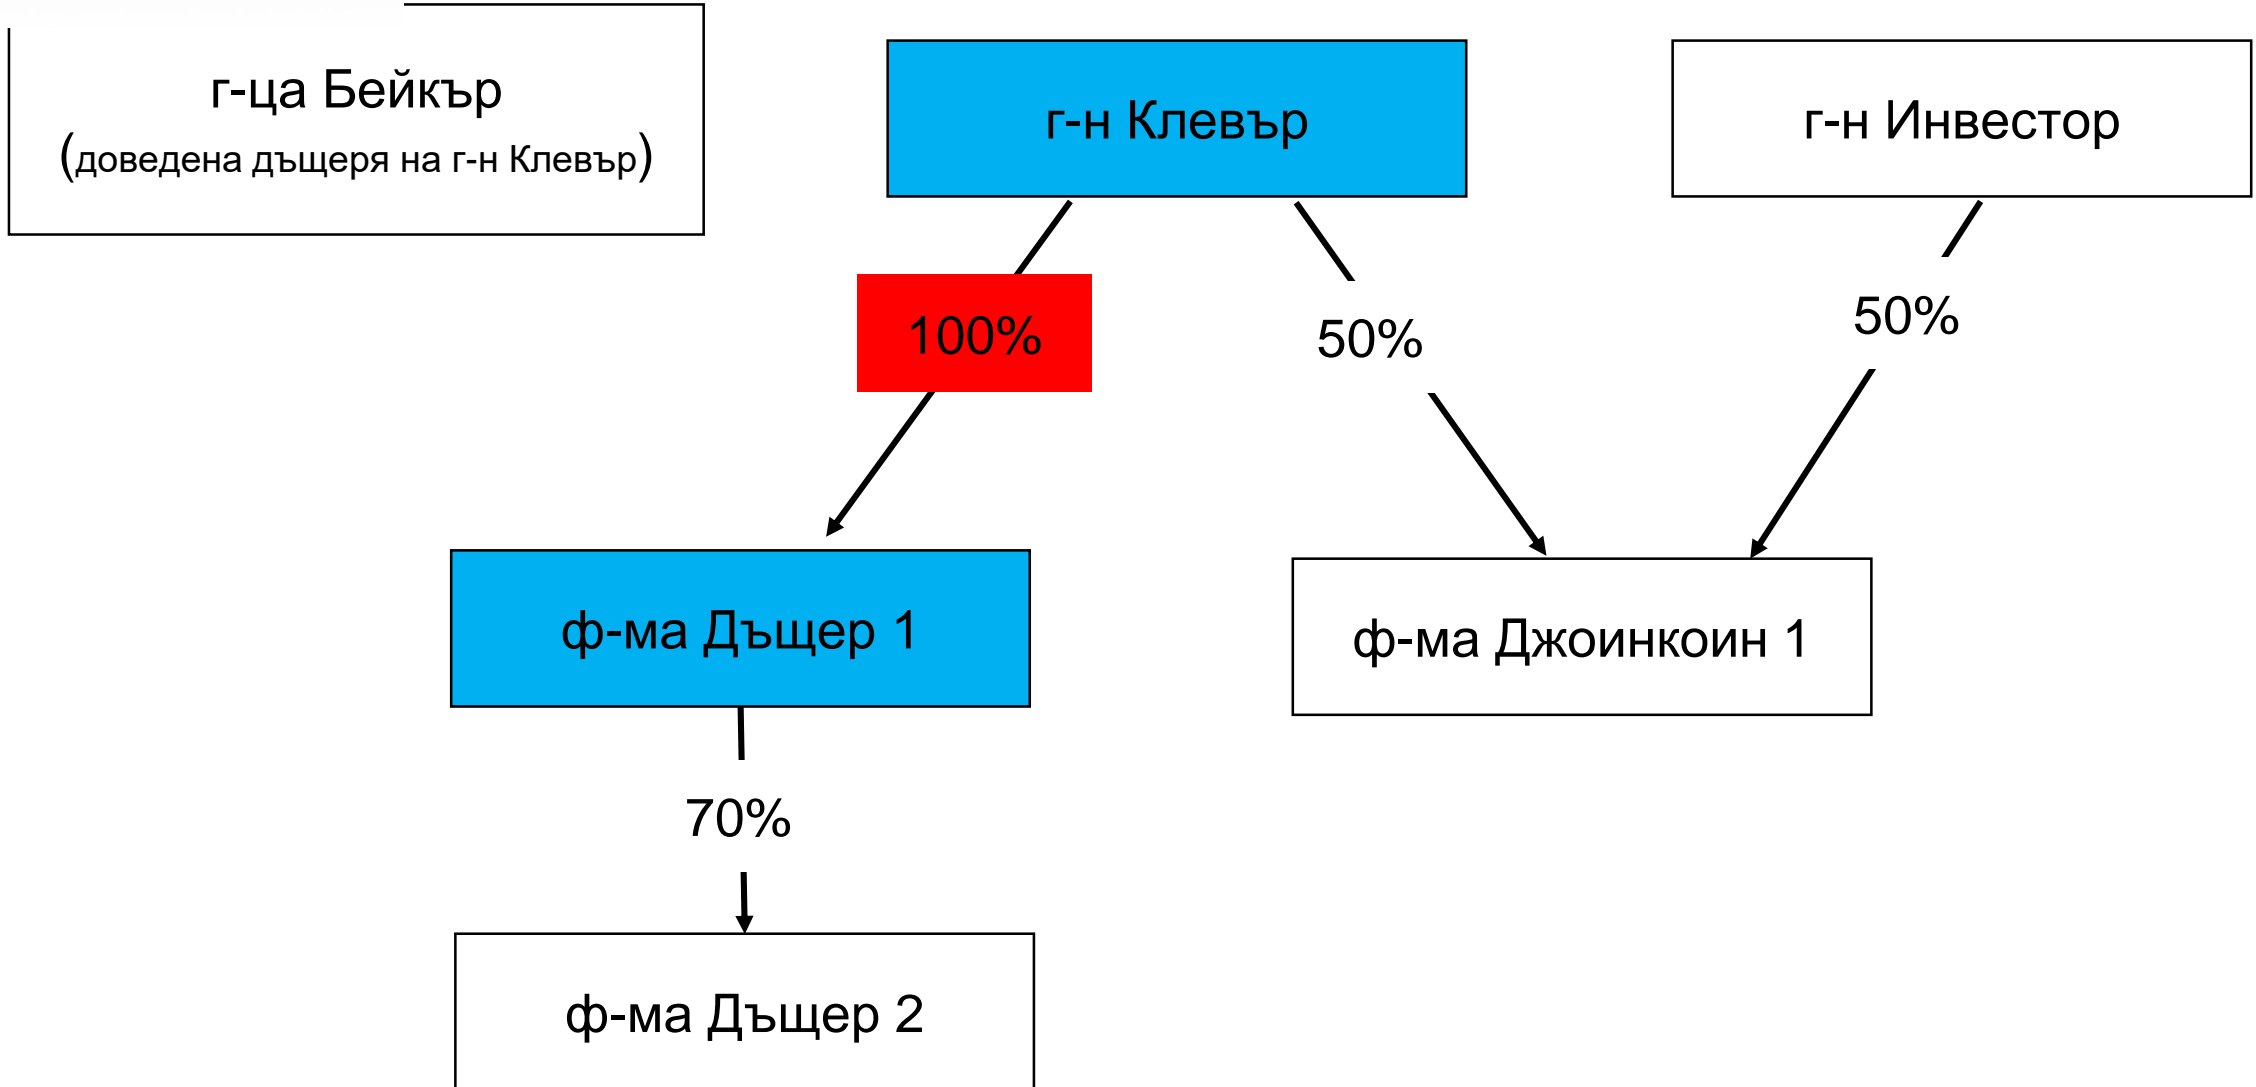 г-ца Бейкър
(доведена дъщеря на г-н Клевър)
г-н Клевър
г-н Инвестор
100%
50%
50%
ф-ма Дъщер 1
ф-ма Джоинкоин 1
70%
ф-ма Дъщер 2